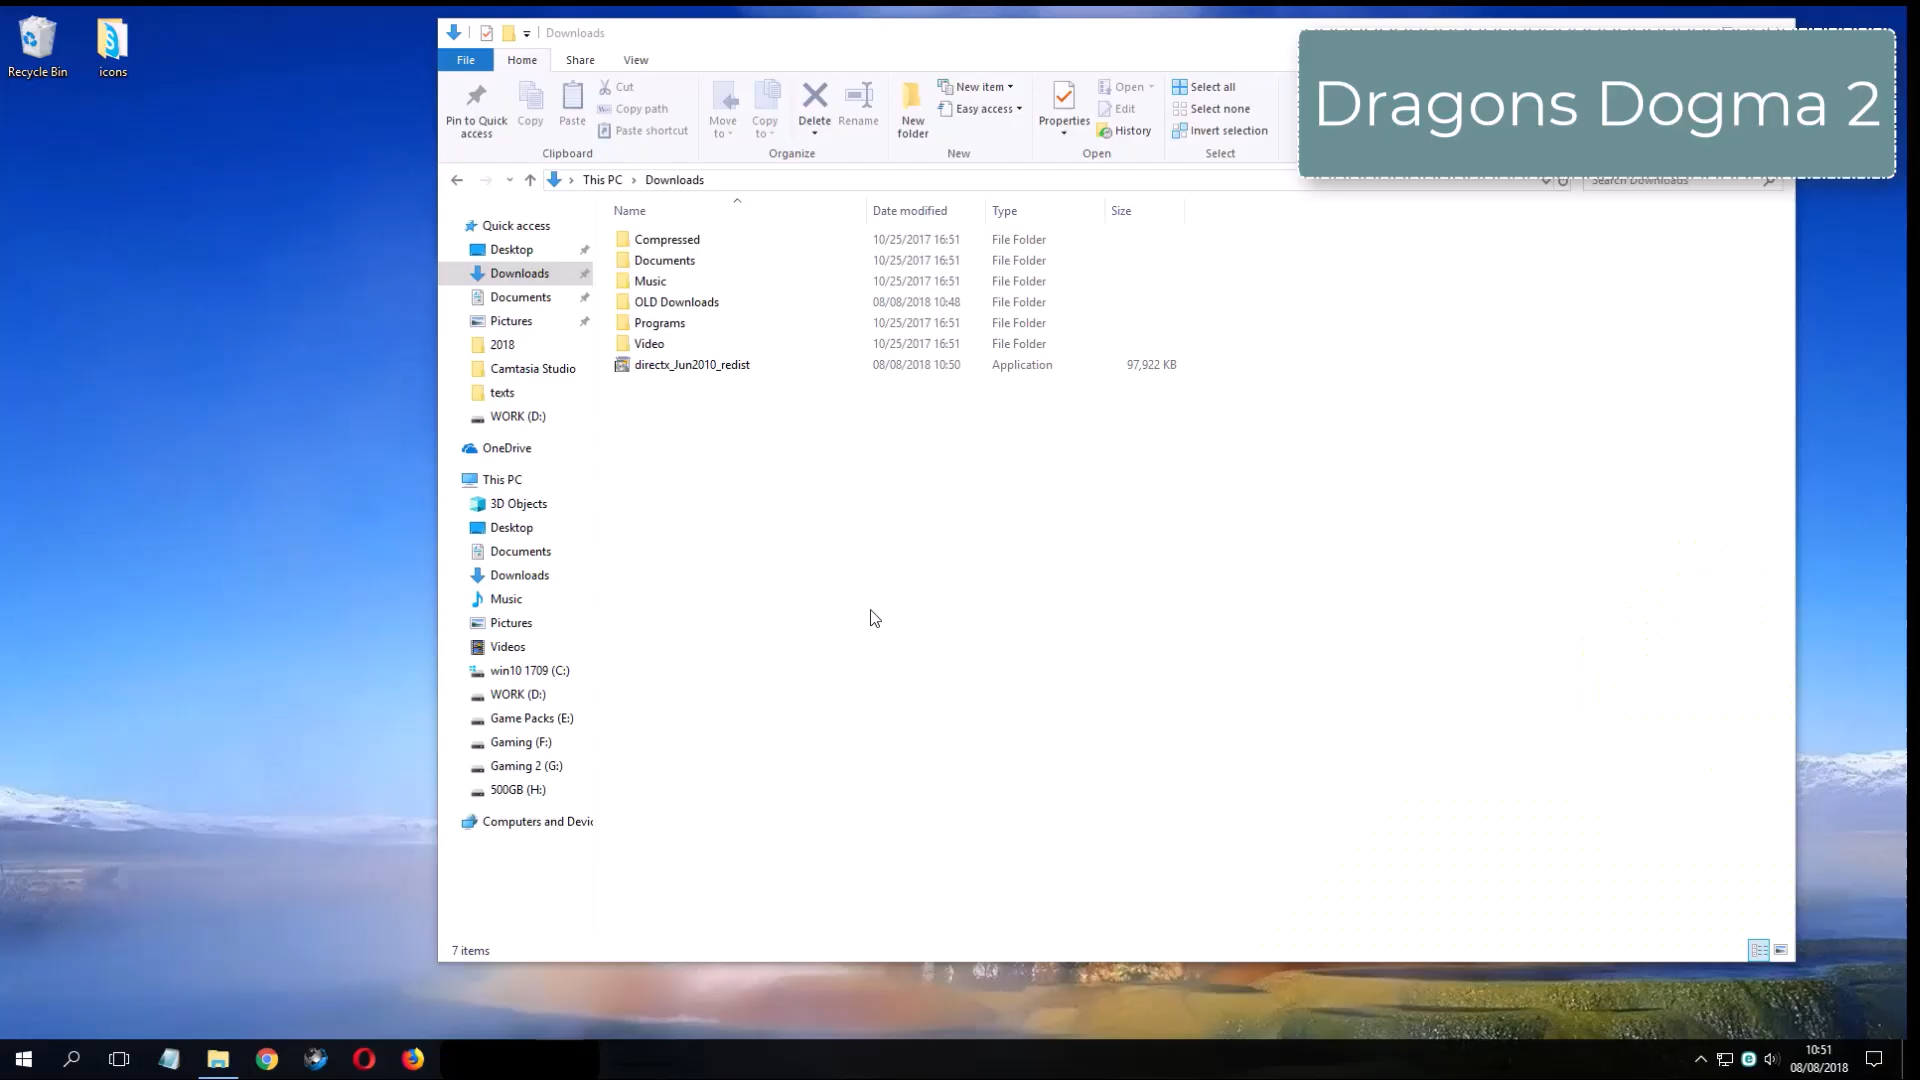 Recycle Bin
icons
Downloads
File
Home
Share
View
Pin to Quick access
Copy
Paste
Cut
Copy path
Paste shortcut
Clipboard
Move to
Copy to
Delete
Rename
Organize
New folder
New item
Easy access
New
Properties
Open
Edit
History
Open
Select all
Select none
Invert selection
Select
Dragons Dogma 2
This PC > Downloads
Search Downloads
Name Date modified Type Size
Compressed 10/25/2017 16:51 File Folder
Documents 10/25/2017 16:51 File Folder
Music 10/25/2017 16:51 File Folder
OLD Downloads 08/08/2018 10:48 File Folder
Programs 10/25/2017 16:51 File Folder
Video 10/25/2017 16:51 File Folder
directx_Jun2010_redist 08/08/2018 10:50 Application 97,922 KB
Quick access
Desktop
Downloads
Documents
Pictures
2018
Camtasia Studio
texts
WORK (D:)
OneDrive
This PC
3D Objects
Desktop
Documents
Downloads
Music
Pictures
Videos
win10 1709 (C:)
WORK (D:)
Game Packs (E:)
Gaming (F:)
Gaming 2 (G:)
500GB (H:)
Computers and Devic
7 items
10:51
08/08/2018